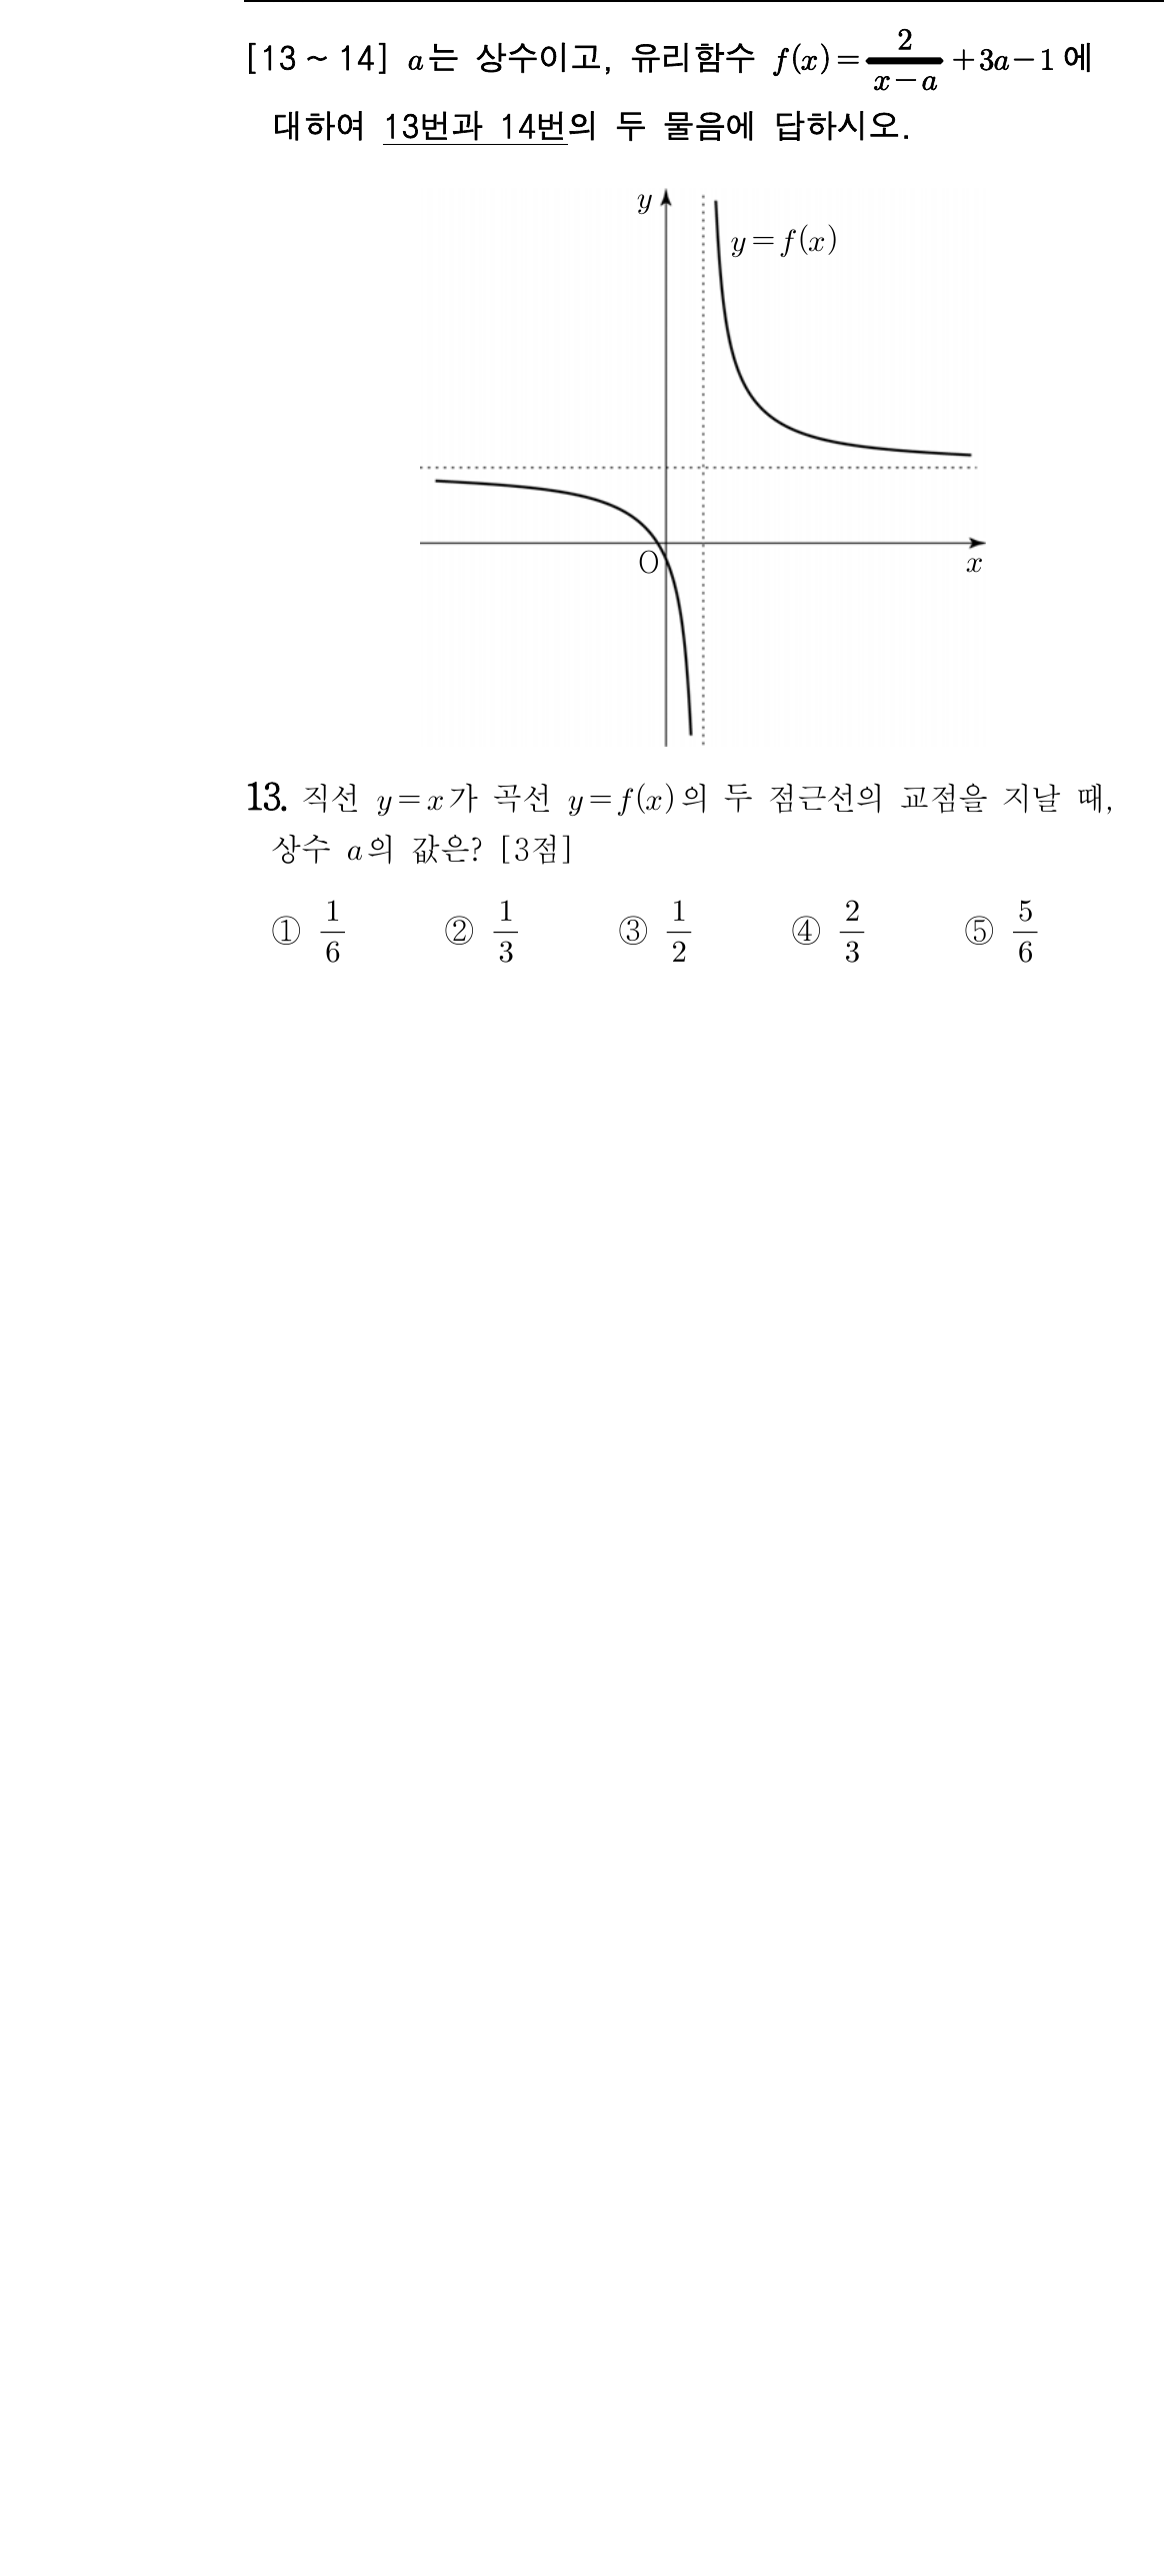 [13 ~ 14] a는 상수이고, 유리함수 f(x)=\frac{2}{x-a}+3a-1에
대하여 13번과 14번의 두 물음에 답하시오.
y
y=f(x)
O
x
13. 직선 y=x가 곡선 y=f(x)의 두 점근선의 교점을 지날 때,
상수 a의 값은? [3점]
① \frac{1}{6} ② \frac{1}{3} ③ \frac{1}{2} ④ \frac{2}{3} ⑤ \frac{5}{6}